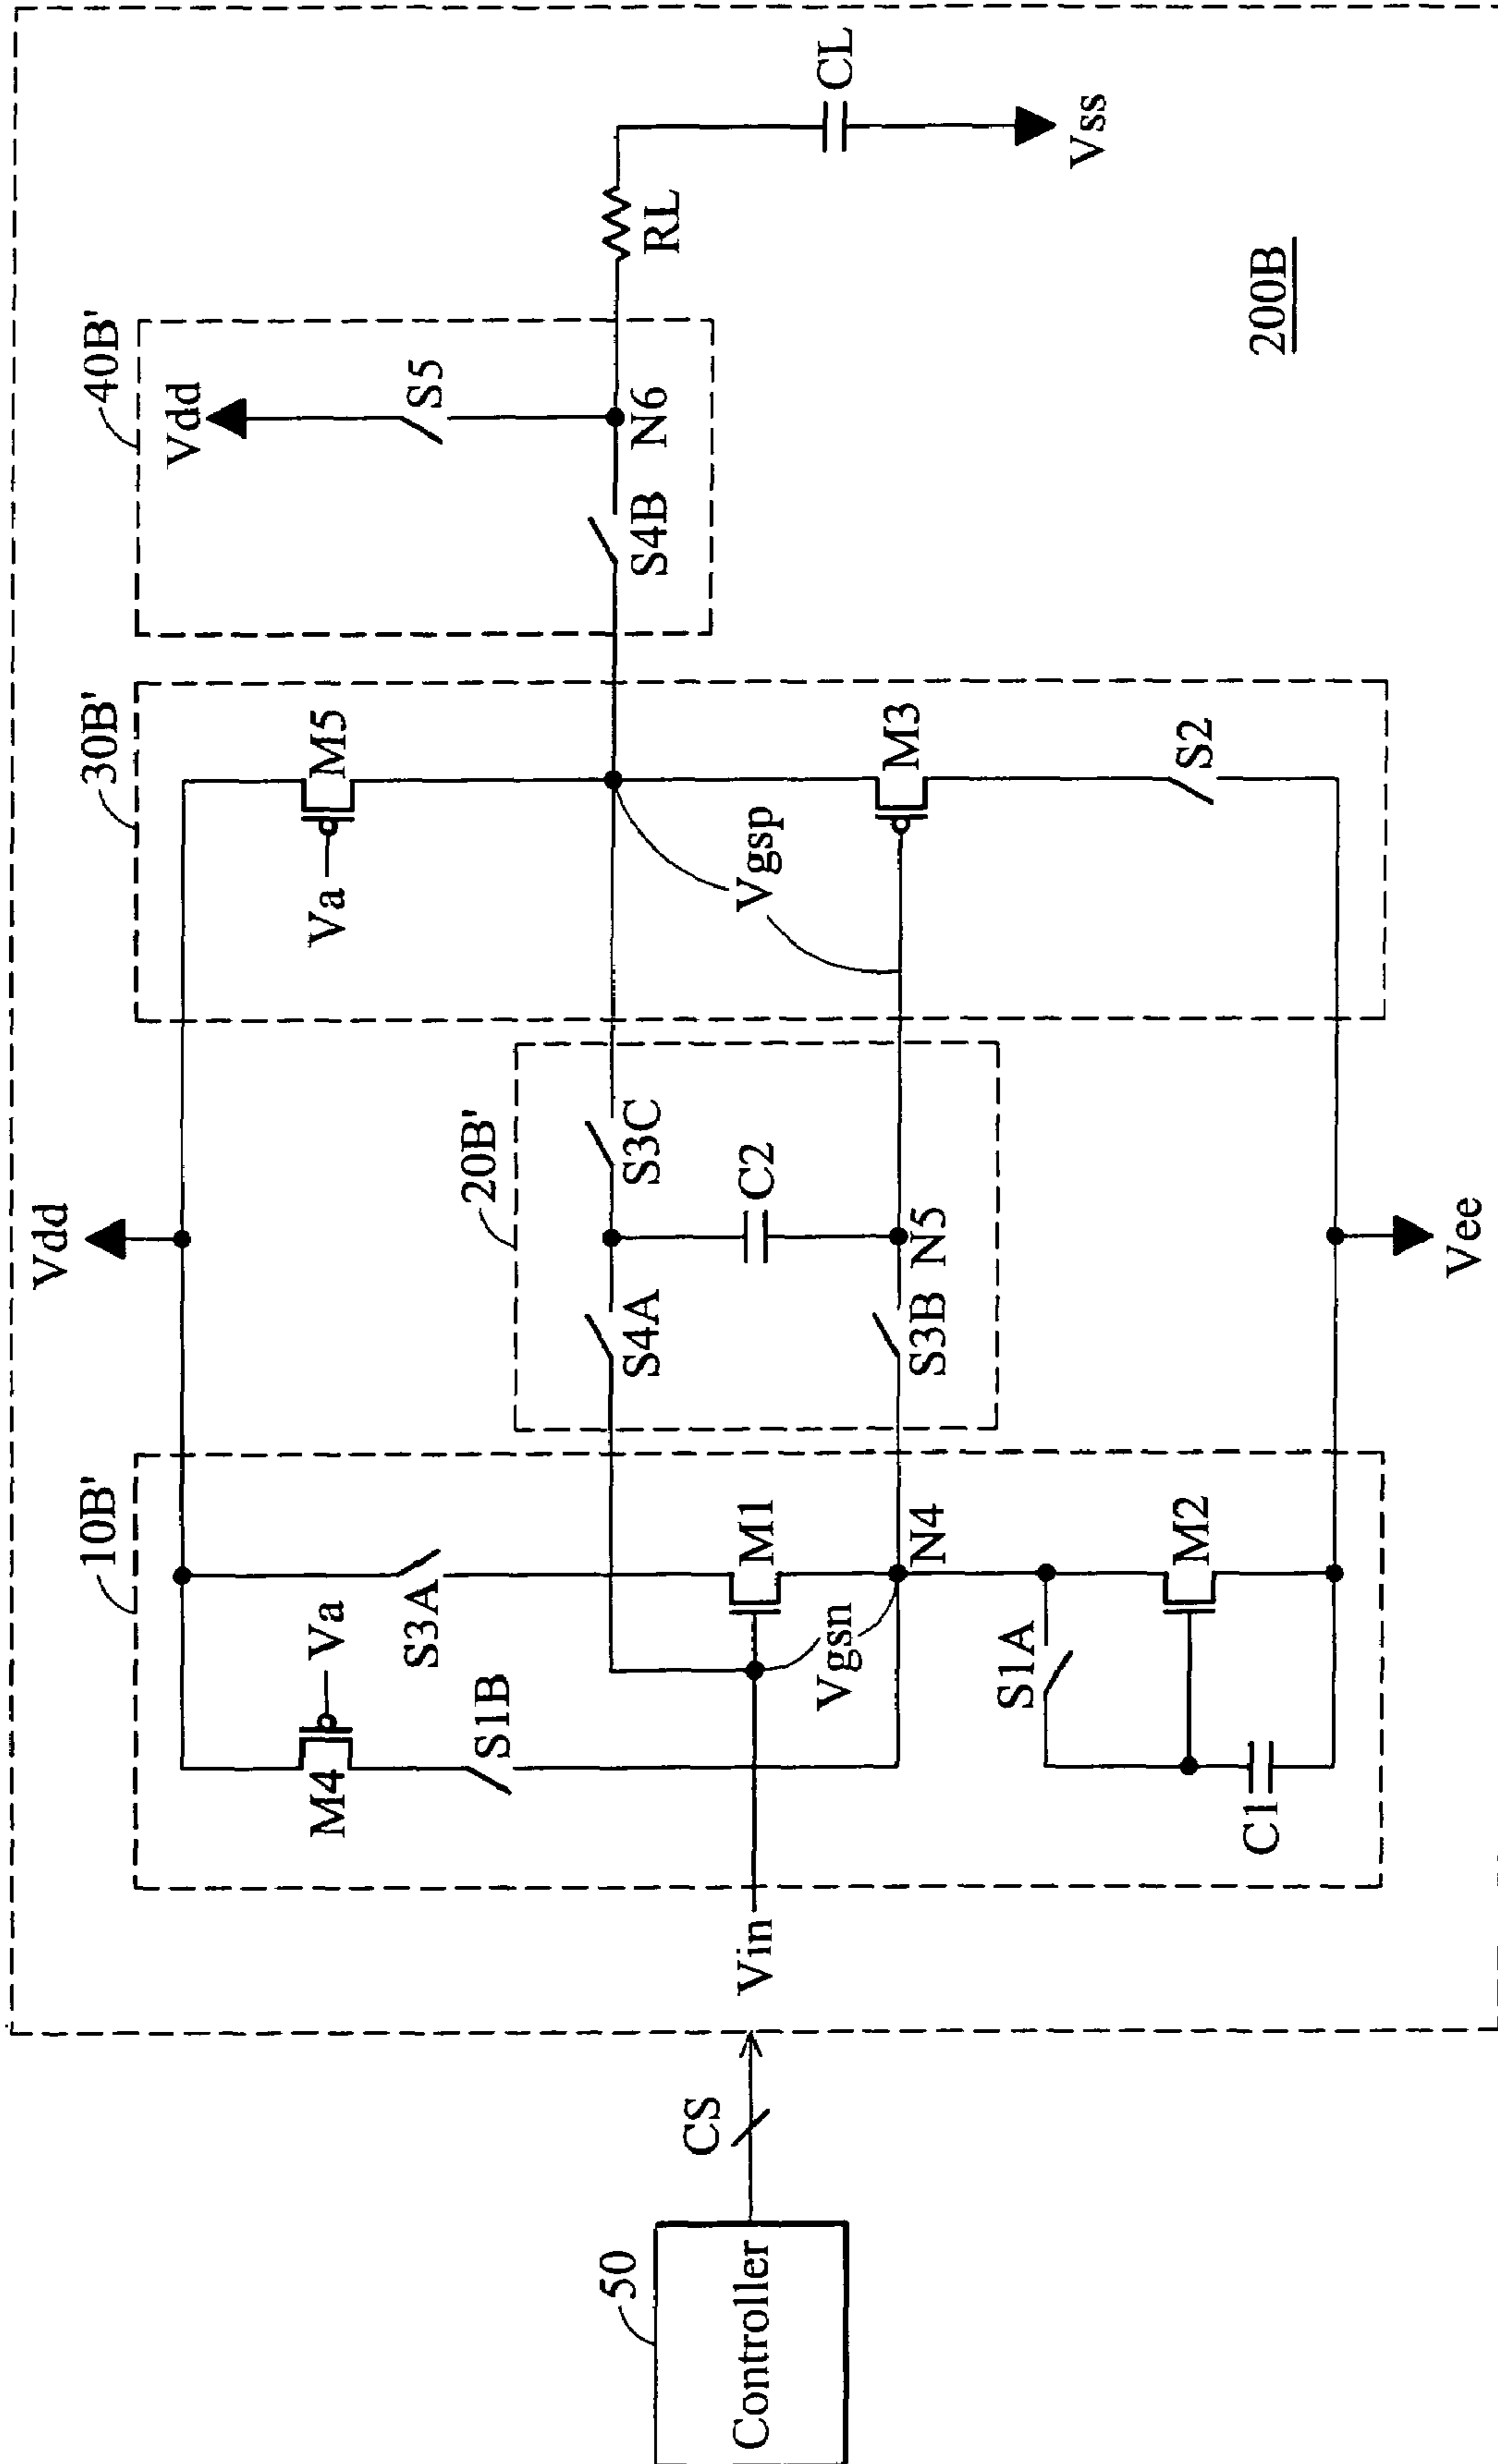 50
Controller
CS
Vdd
10B'
M4
Va
S3A
S1B
M1
Vin
Vgsn
N4
S1A
M2
C1
20B'
S4A
S3C
C2
S3B
N5
30B'
Va
M5
Vgsp
M3
S2
Vee
40B'
Vdd
S5
S4B
N6
RL
CL
Vss
200B